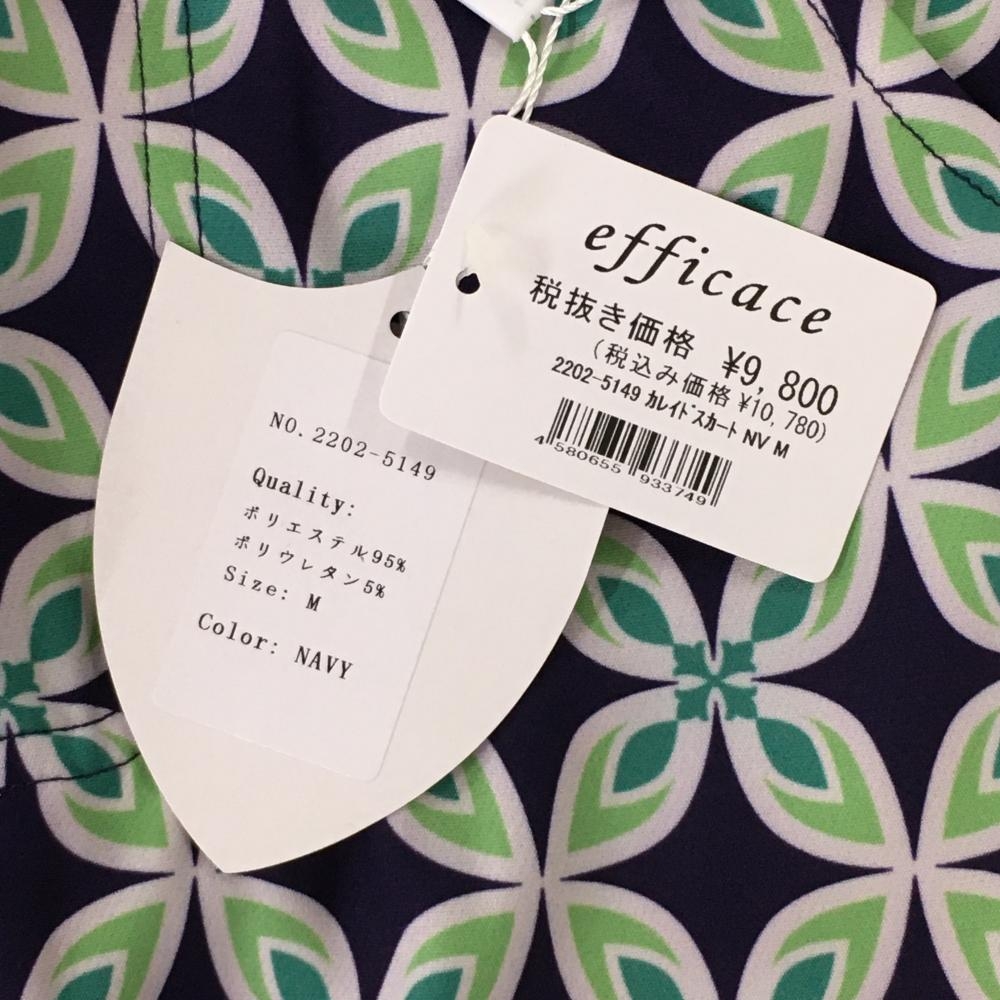 efficace
税抜き価格 ¥9,800
(税込み価格 ¥10,780)
2202-5149 ｶﾚｲﾄﾞｽｶｰﾄ NV M
4 580655 933749
NO.2202-5149
Quality:
ポリエステル95%
ポリウレタン5%
Size: M
Color: NAVY